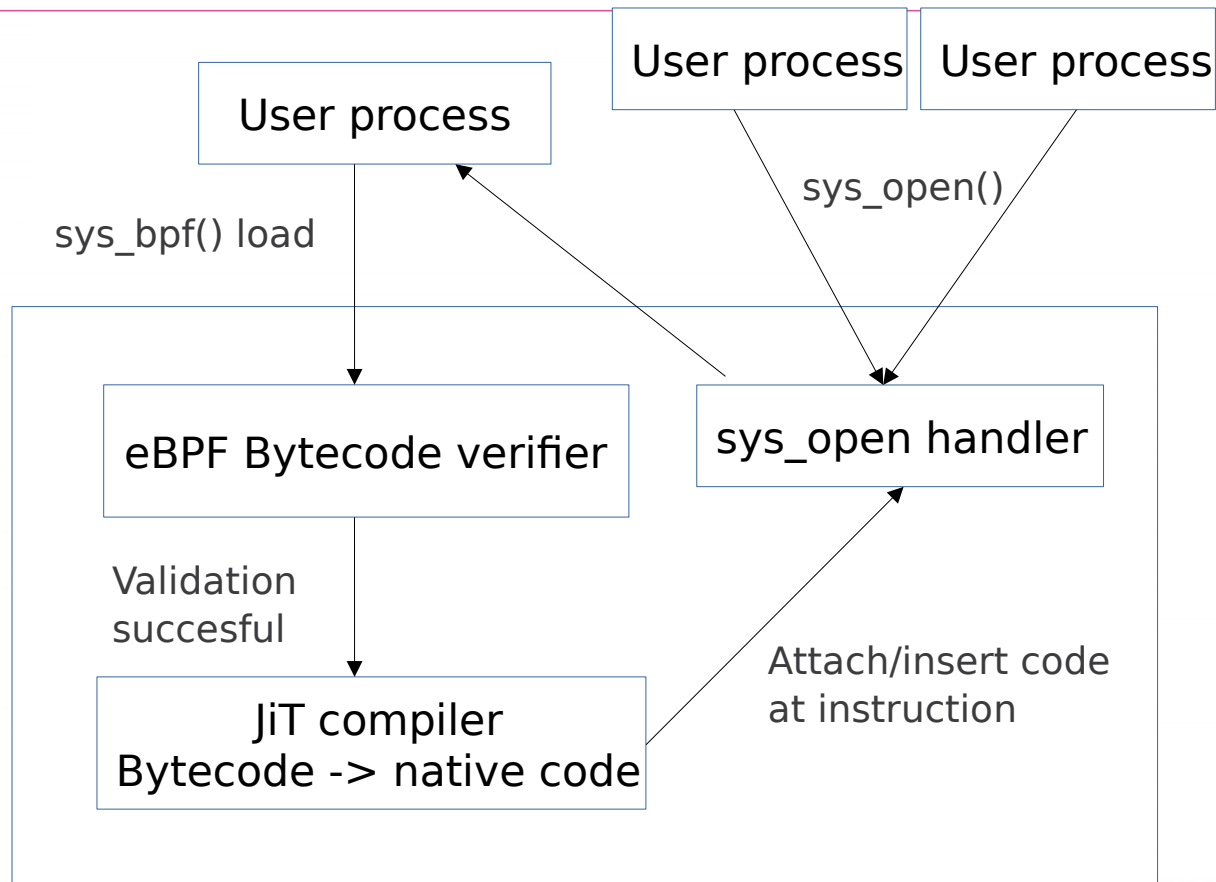 User process
User process
User process
sys_open()
sys_bpf() load
eBPF Bytecode verifier
sys_open handler
Validation
succesful
Attach/insert code
at instruction
JiT compiler
Bytecode -> native code